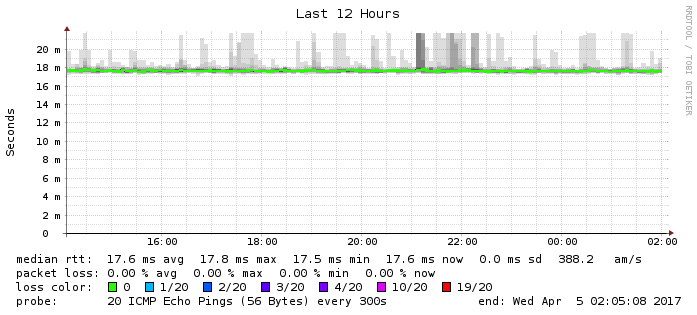 Last 12 Hours
RRDTOOL / TOBI OETIKER
Seconds
20 m
18 m
16 m
14 m
12 m
10 m
8 m
6 m
4 m
2 m
0
16:00 18:00 20:00 22:00 00:00 02:00
median rtt: 17.6 ms avg 17.8 ms max 17.5 ms min 17.6 ms now 0.0 ms sd 388.2 am/s
packet loss: 0.00 % avg 0.00 % max 0.00 % min 0.00 % now
loss color: 0 1/20 2/20 3/20 4/20 10/20 19/20
probe: 20 ICMP Echo Pings (56 Bytes) every 300s end: Wed Apr 5 02:05:08 2017